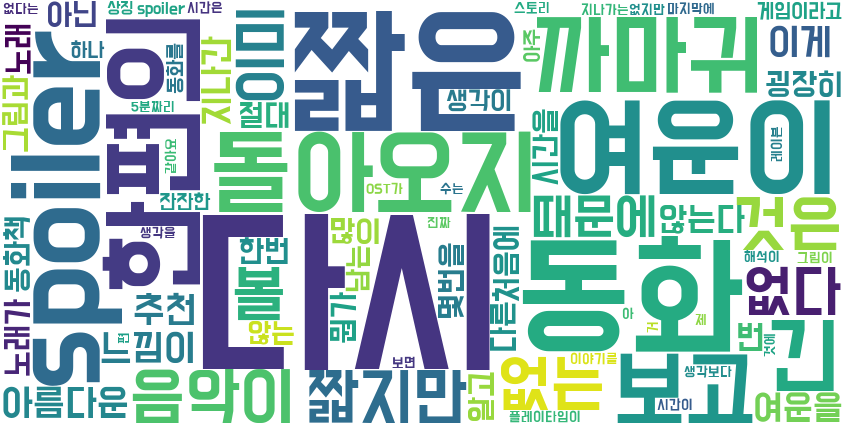 없다는
아닌
상징 spoiler 시간은
스토리
지나가는 없지만 마지막에
게임이라고
노래
하나
동화를
이미
짧은
아주
까마귀
이게
굉장히
그림과
spoiler
한
편의
5분짜리
지나간
절대
생각이
시간을
여운이
레이븐
같아요
잔잔한
돌아오지
OST가
수는
때문에
않는다
것은
동화책
생각을
다시
한번
많이
진짜
몇번을
다른
처음에
동화
해석이
그림이
없다
노래가
추천
볼
뭔가
남는
않는
아
거
제
번
것에
긴
느낌이
편
보면
짧지만
없는
이야기를
보고
생각보다
아름다운
음악이
알고
플레이타임이
시간이
여운을